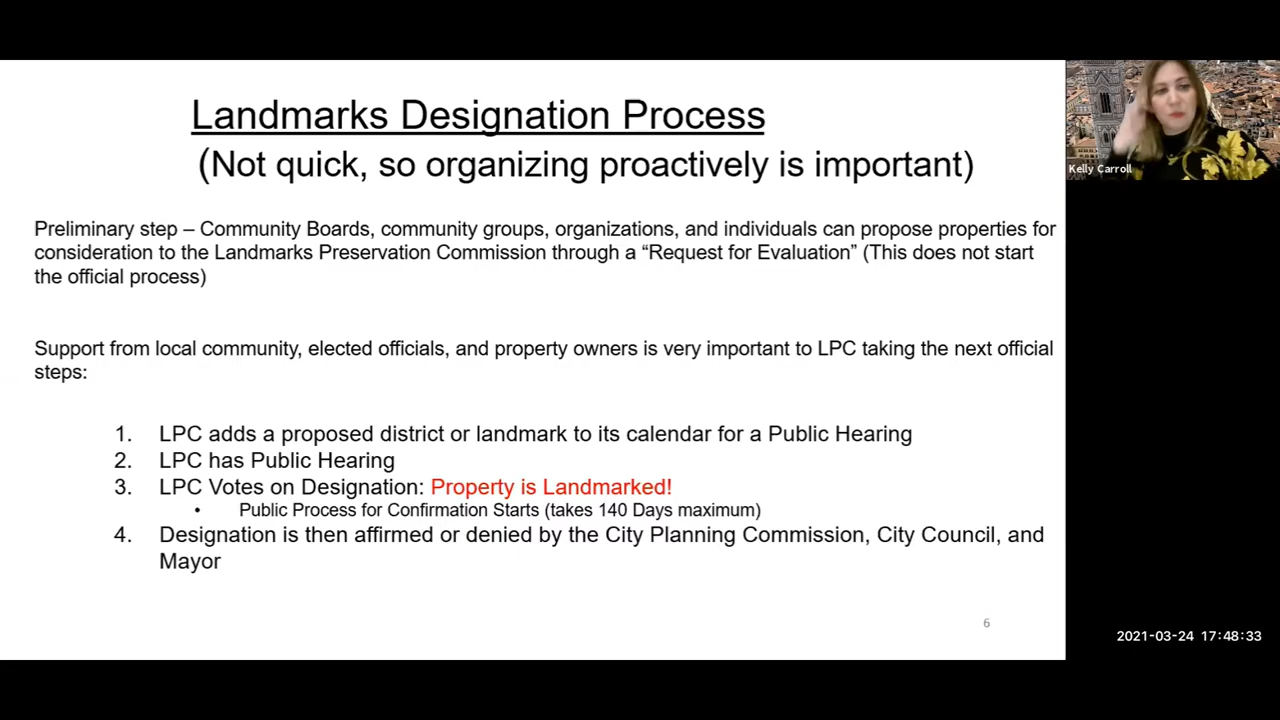 Landmarks Designation Process
(Not quick, so organizing proactively is important)
Kelly Carroll
Preliminary step – Community Boards, community groups, organizations, and individuals can propose properties for
consideration to the Landmarks Preservation Commission through a “Request for Evaluation” (This does not start
the official process)
Support from local community, elected officials, and property owners is very important to LPC taking the next official
steps:
1. LPC adds a proposed district or landmark to its calendar for a Public Hearing
2. LPC has Public Hearing
3. LPC Votes on Designation: Property is Landmarked!
• Public Process for Confirmation Starts (takes 140 Days maximum)
4. Designation is then affirmed or denied by the City Planning Commission, City Council, and
Mayor
6
2021-03-24 17:48:33